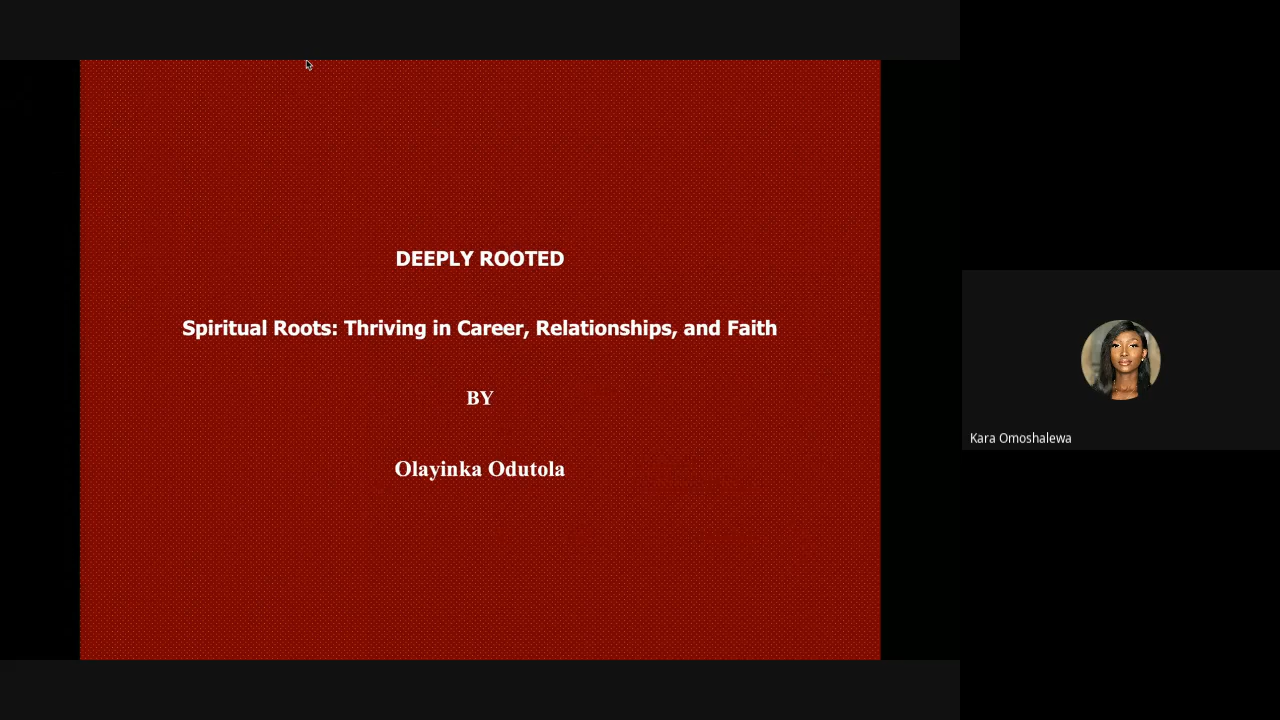 DEEPLY ROOTED
Spiritual Roots: Thriving in Career, Relationships, and Faith
BY
Olayinka Odutola
Kara Omoshalewa